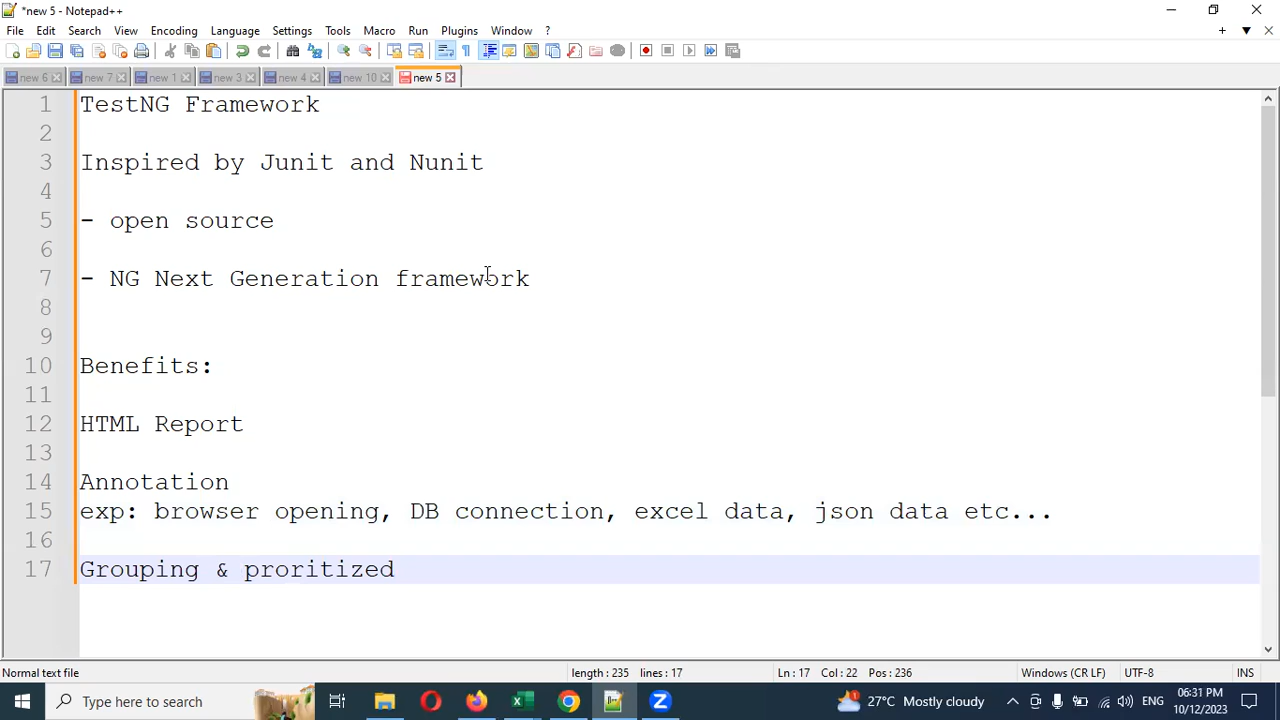 *new 5 - Notepad++
File Edit Search View Encoding Language Settings Tools Macro Run Plugins Window ?
new 6 new 7 new 1 new 3 new 4 new 10 new 5
1 TestNG Framework
2
3 Inspired by Junit and Nunit
4
5 - open source
6
7 - NG Next Generation framework
8
9
10 Benefits:
11
12 HTML Report
13
14 Annotation
15 exp: browser opening, DB connection, excel data, json data etc...
16
17 Grouping & proritized
Normal text file length : 235 lines : 17 Ln : 17 Col : 22 Pos : 236 Windows (CR LF) UTF-8 INS
Type here to search 27°C Mostly cloudy ENG 06:31 PM
10/12/2023